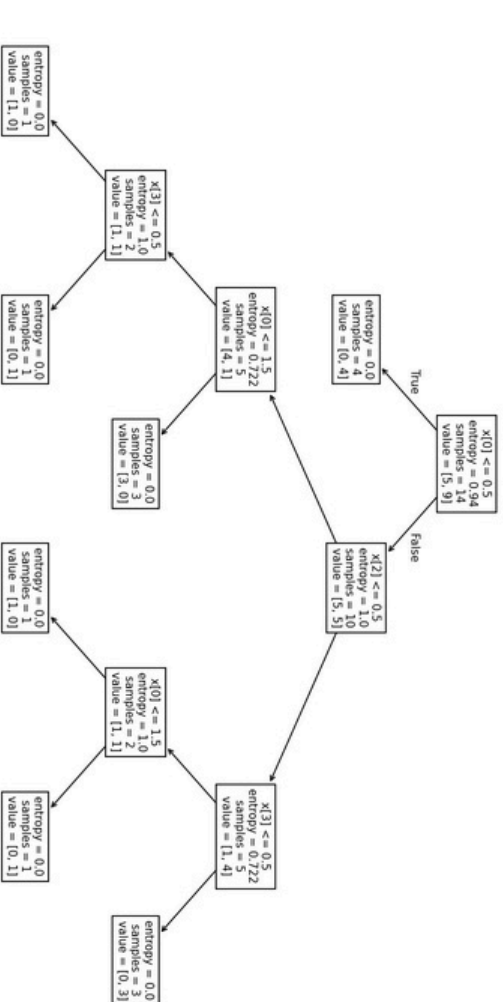 x[0] <= 0.5
entropy = 0.94
samples = 14
value = [5, 9]
True
False
entropy = 0.0
samples = 4
value = [0, 4]
x[2] <= 0.5
entropy = 1.0
samples = 10
value = [5, 5]
x[0] <= 1.5
entropy = 0.722
samples = 5
value = [4, 1]
x[3] <= 0.5
entropy = 0.722
samples = 5
value = [1, 4]
x[3] <= 0.5
entropy = 1.0
samples = 2
value = [1, 1]
entropy = 0.0
samples = 3
value = [3, 0]
x[0] <= 1.5
entropy = 1.0
samples = 2
value = [1, 1]
entropy = 0.0
samples = 3
value = [0, 3]
entropy = 0.0
samples = 1
value = [1, 0]
entropy = 0.0
samples = 1
value = [0, 1]
entropy = 0.0
samples = 1
value = [1, 0]
entropy = 0.0
samples = 1
value = [0, 1]